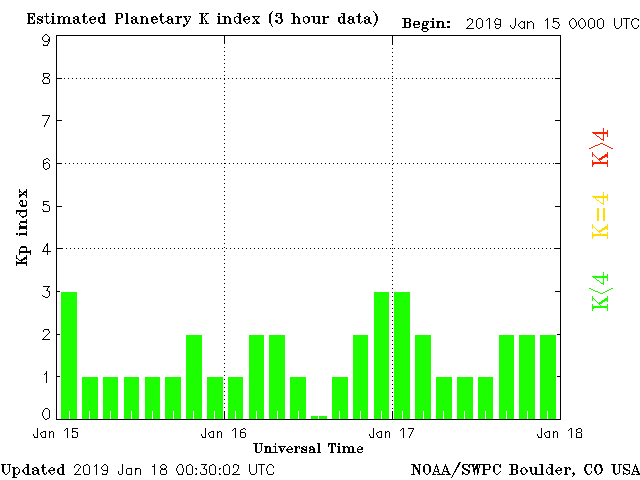 Estimated Planetary K index (3 hour data)
Begin: 2019 Jan 15 0000 UTC
9
8
7
6
5
4
3
2
1
0
Kp index
K>4
K=4
K<4
Jan 15
Jan 16
Jan 17
Jan 18
Universal Time
Updated 2019 Jan 18 00:30:02 UTC
NOAA/SWPC Boulder, CO USA